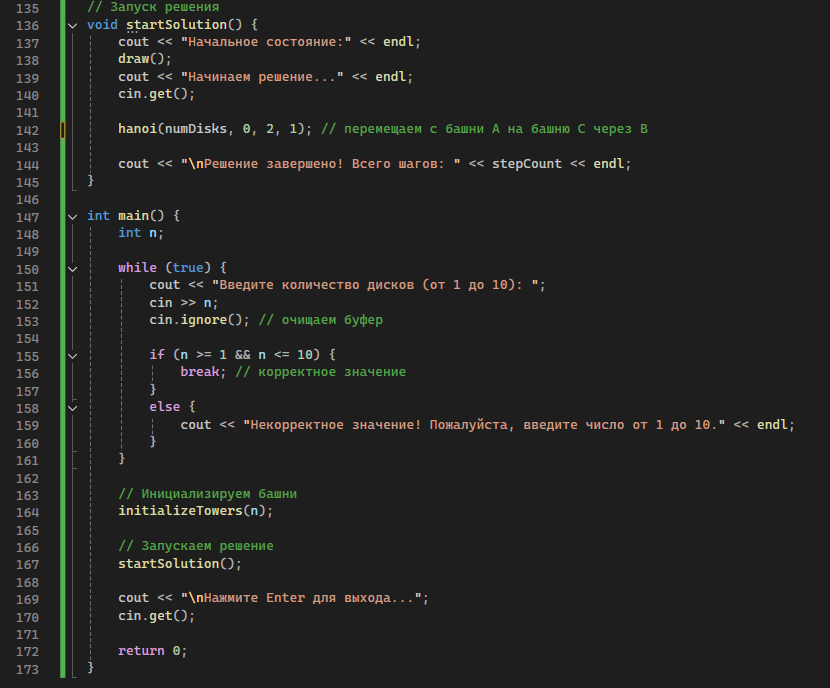 135 // Запуск решения
136 void startSolution() {
137     cout << "Начальное состояние:" << endl;
138     draw();
139     cout << "Начинаем решение..." << endl;
140     cin.get();
141
142     hanoi(numDisks, 0, 2, 1); // перемещаем с башни A на башню C через B
143
144     cout << "\nРешение завершено! Всего шагов: " << stepCount << endl;
145 }
146
147 int main() {
148     int n;
149
150     while (true) {
151         cout << "Введите количество дисков (от 1 до 10): ";
152         cin >> n;
153         cin.ignore(); // очищаем буфер
154
155         if (n >= 1 && n <= 10) {
156             break; // корректное значение
157         }
158         else {
159             cout << "Некорректное значение! Пожалуйста, введите число от 1 до 10." << endl;
160         }
161     }
162
163     // Инициализируем башни
164     initializeTowers(n);
165
166     // Запускаем решение
167     startSolution();
168
169     cout << "\nНажмите Enter для выхода...";
170     cin.get();
171
172     return 0;
173 }